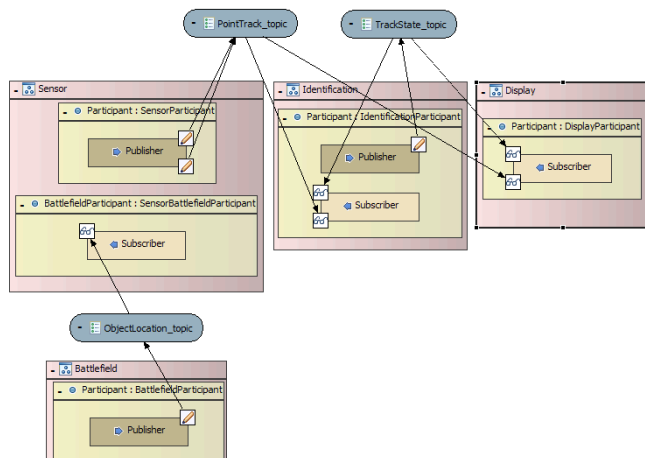 PointTrack_topic
TrackState_topic
Sensor
Participant : SensorParticipant
Publisher
BattlefieldParticipant : SensorBattlefieldParticipant
Subscriber
Identification
Participant : IdentificationParticipant
Publisher
Subscriber
Display
Participant : DisplayParticipant
Subscriber
ObjectLocation_topic
Battlefield
Participant : BattlefieldParticipant
Publisher